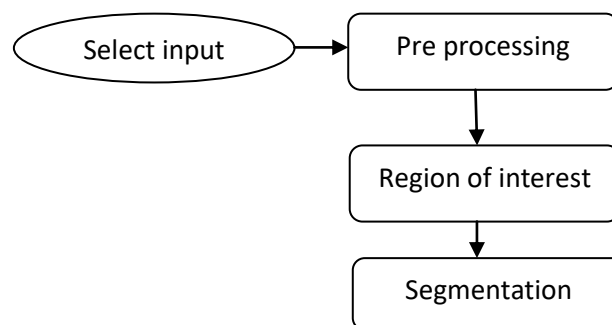 Select input
Pre processing
Region of interest
Segmentation